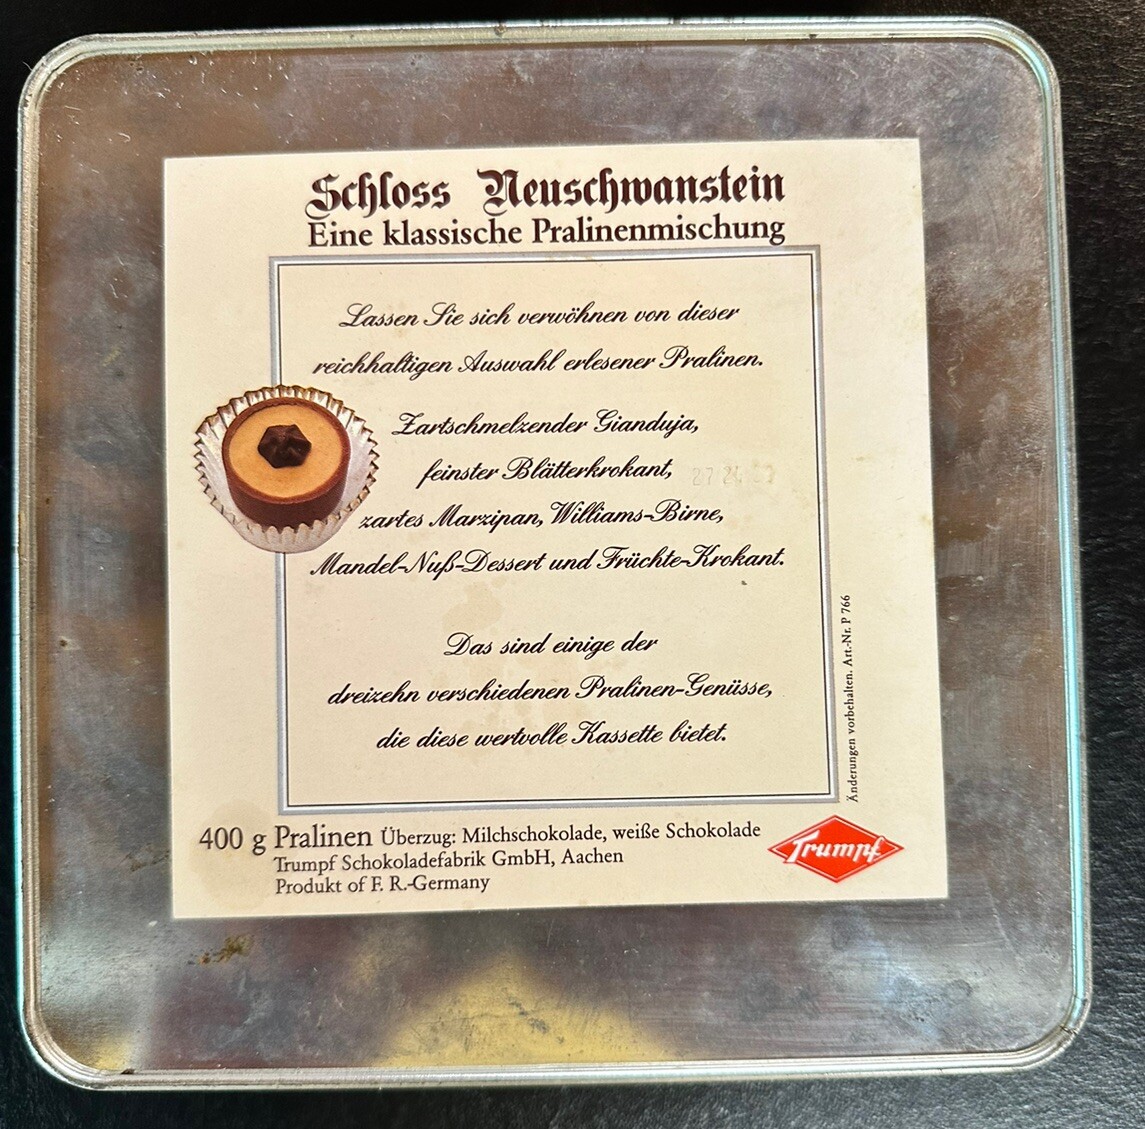 Schloss Neuschwanstein
Eine klassische Pralinenmischung
Lassen Sie sich verwöhnen von dieser
reichhaltigen Auswahl erlesener Pralinen.
Zartschmelzender Gianduja,
feinster Blätterkrokant,
zartes Marzipan, Williams-Birne,
Mandel-Nuß-Dessert und Früchte-Krokant.
Das sind einige der
dreizehn verschiedenen Pralinen-Genüsse,
die diese wertvolle Kassette bietet.
Änderungen vorbehalten. Art.-Nr. P 766
400 g Pralinen Überzug: Milchschokolade, weiße Schokolade
Trumpf Schokoladefabrik GmbH, Aachen
Produkt of F. R.-Germany
Trumpf